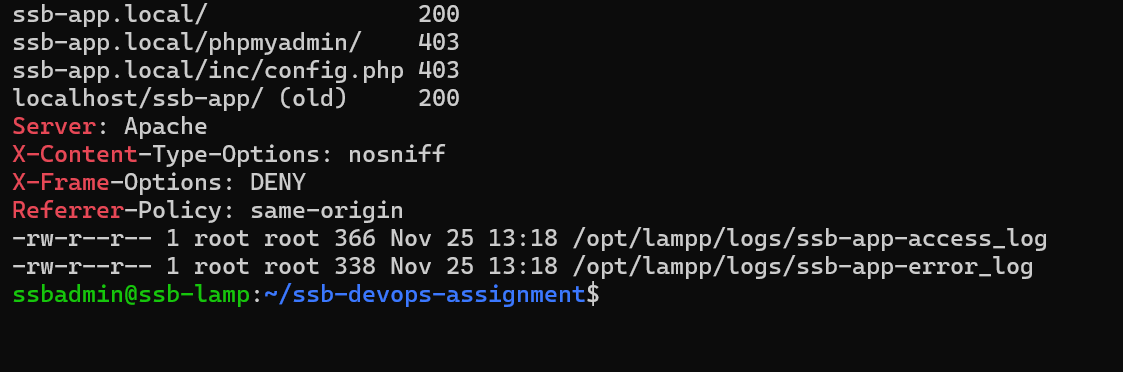 ssb-app.local/               200
ssb-app.local/phpmyadmin/    403
ssb-app.local/inc/config.php 403
localhost/ssb-app/ (old)     200
Server: Apache
X-Content-Type-Options: nosniff
X-Frame-Options: DENY
Referrer-Policy: same-origin
-rw-r--r-- 1 root root 366 Nov 25 13:18 /opt/lampp/logs/ssb-app-access_log
-rw-r--r-- 1 root root 338 Nov 25 13:18 /opt/lampp/logs/ssb-app-error_log
ssbadmin@ssb-lamp:~/ssb-devops-assignment$